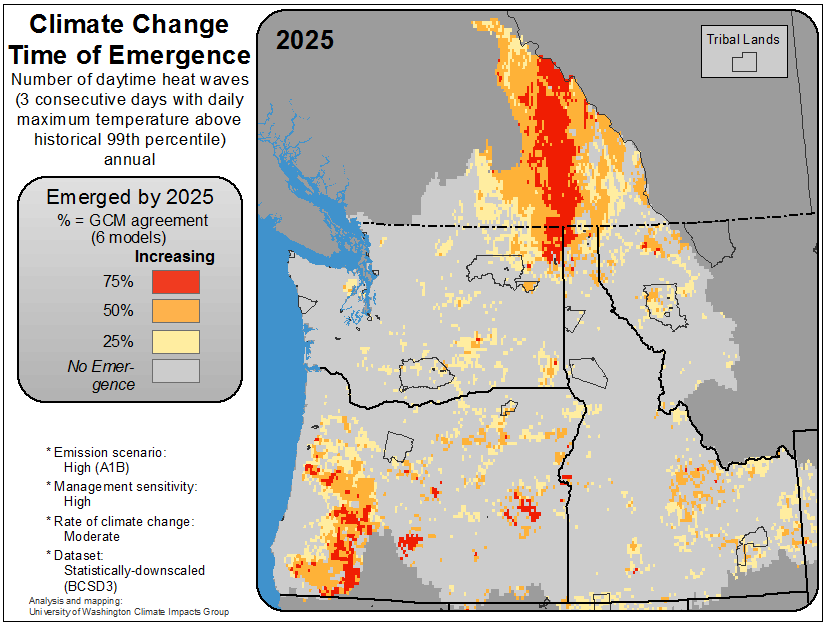 Climate Change
Time of Emergence
Number of daytime heat waves
(3 consecutive days with daily
maximum temperature above
historical 99th percentile)
annual
Emerged by 2025
% = GCM agreement
(6 models)
Increasing
75%
50%
25%
No Emer-
gence
* Emission scenario:
High (A1B)
* Management sensitivity:
High
* Rate of climate change:
Moderate
* Dataset:
Statistically-downscaled
(BCSD3)
Analysis and mapping:
University of Washington Climate Impacts Group
2025
Tribal Lands